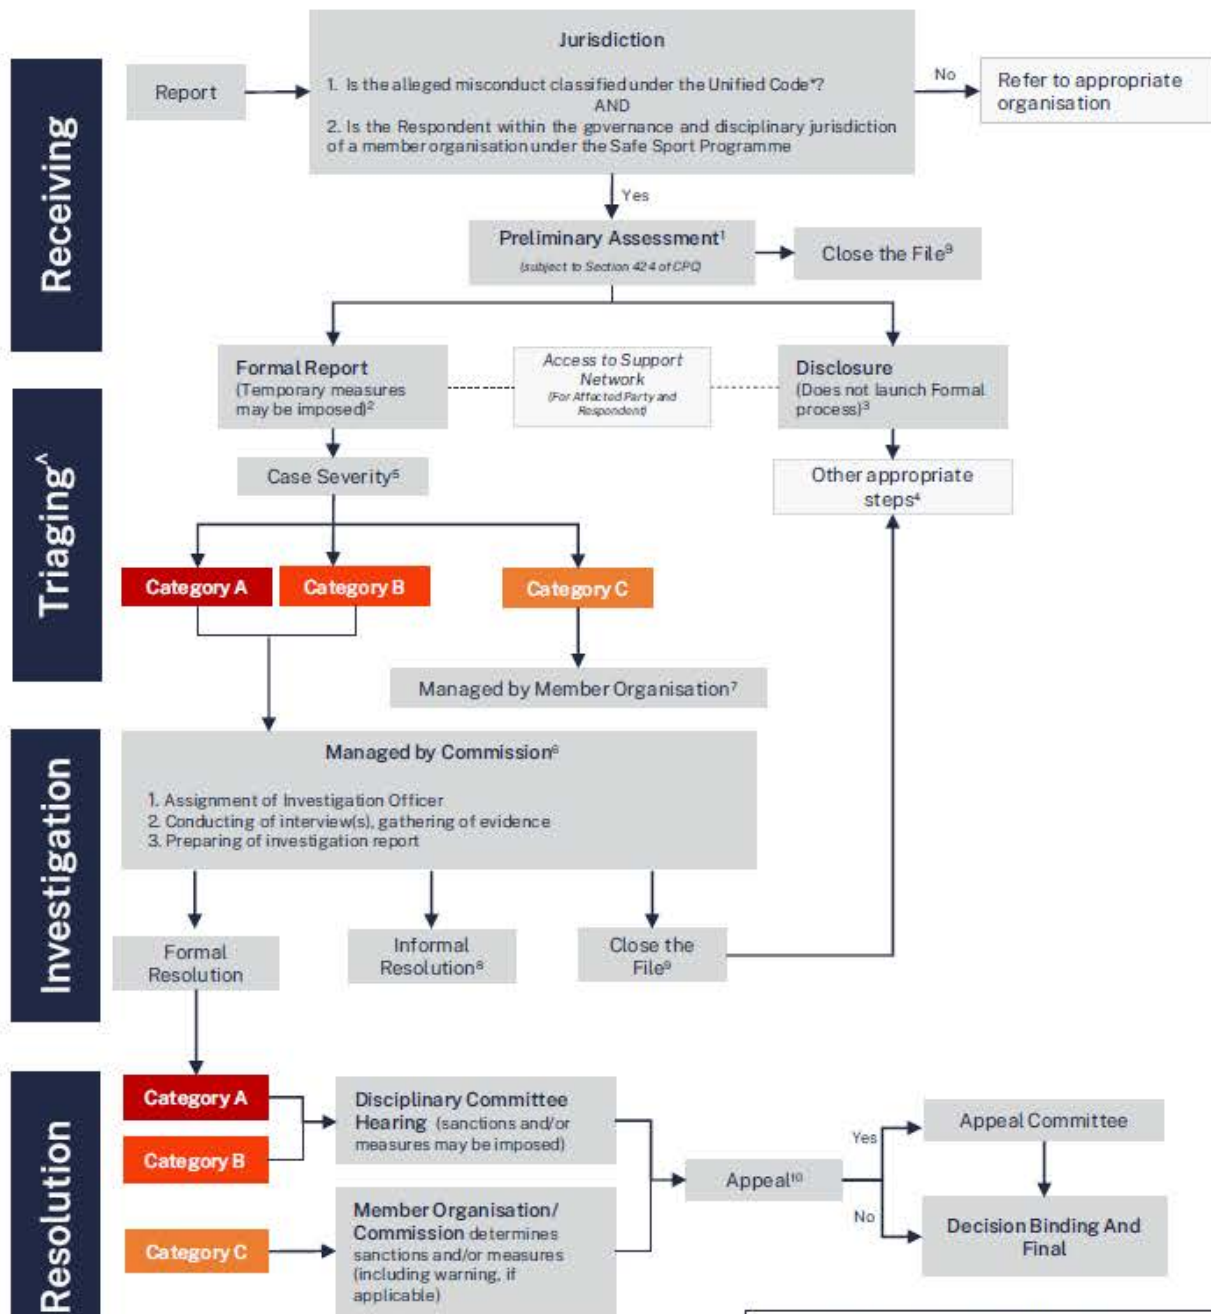 Receiving
Report
Jurisdiction
1. Is the alleged misconduct classified under the Unified Code*?
AND
2. Is the Respondent within the governance and disciplinary jurisdiction
of a member organisation under the Safe Sport Programme
No
Refer to appropriate
organisation
Yes
Preliminary Assessment¹
(subject to Section 424 of CPC)
Close the File⁹
Formal Report
(Temporary measures
may be imposed)²
Access to Support
Network
(For Affected Party and
Respondent)
Disclosure
(Does not launch Formal
process)³
Triaging^
Case Severity⁵
Other appropriate
steps⁴
Category A
Category B
Category C
Managed by Member Organisation⁷
Investigation
Managed by Commission⁶
1. Assignment of Investigation Officer
2. Conducting of interview(s), gathering of evidence
3. Preparing of investigation report
Formal
Resolution
Informal
Resolution⁸
Close the
File⁹
Resolution
Category A
Category B
Disciplinary Committee
Hearing (sanctions and/or
measures may be imposed)
Category C
Member Organisation/
Commission determines
sanctions and/or measures
(including warning, if
applicable)
Appeal¹⁰
Yes
No
Appeal Committee
Decision Binding And
Final